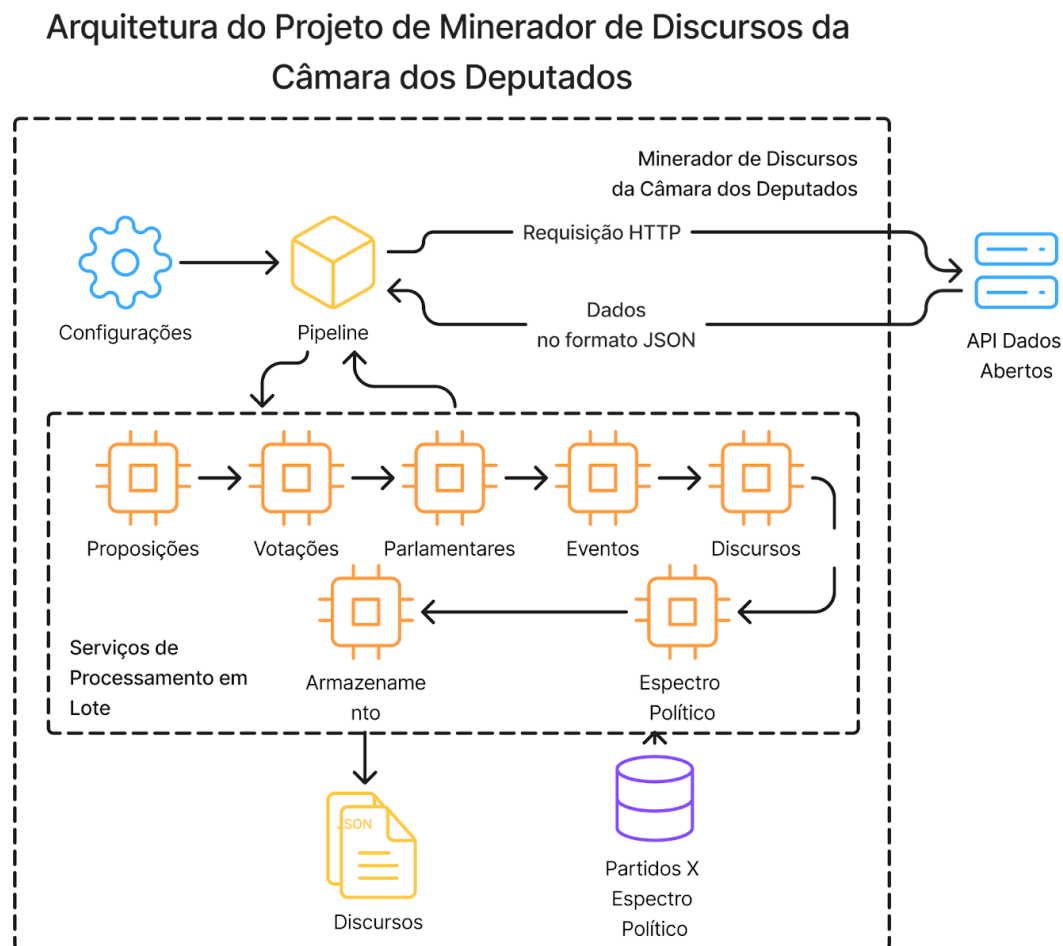 Arquitetura do Projeto de Minerador de Discursos da
Câmara dos Deputados
Minerador de Discursos
da Câmara dos Deputados
Requisição HTTP
Configurações
Pipeline
Dados
no formato JSON
API Dados
Abertos
Proposições
Votações
Parlamentares
Eventos
Discursos
Serviços de
Processamento em
Lote
Armazename
nto
Espectro
Político
JSON
Discursos
Partidos X
Espectro
Político